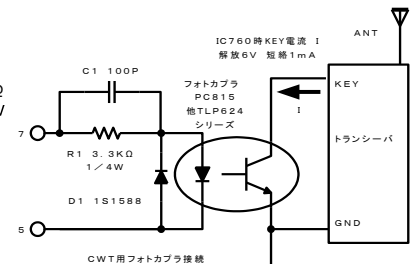 IC760時KEY電流 I
解放6V 短絡1mA
ANT
C1 100P
フォトカプラ
PC815
他TLP624
シリーズ
KEY
I
トランシーバ
7
R1 3.3KΩ
1/4W
D1 1S1588
5
GND
CWT用フォトカプラ接続